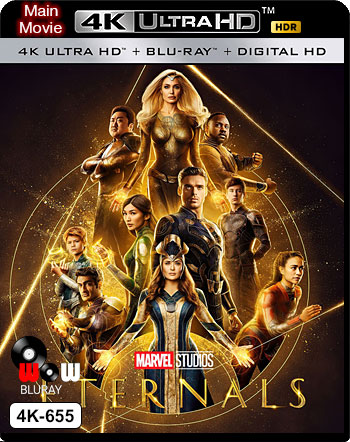 Main
Movie
4K ULTRA HD™
HDR
4K ULTRA HD™ + BLU-RAY™ + DIGITAL HD
MARVEL STUDIOS
ETERNALS
WOW
BLURAY
4K-655